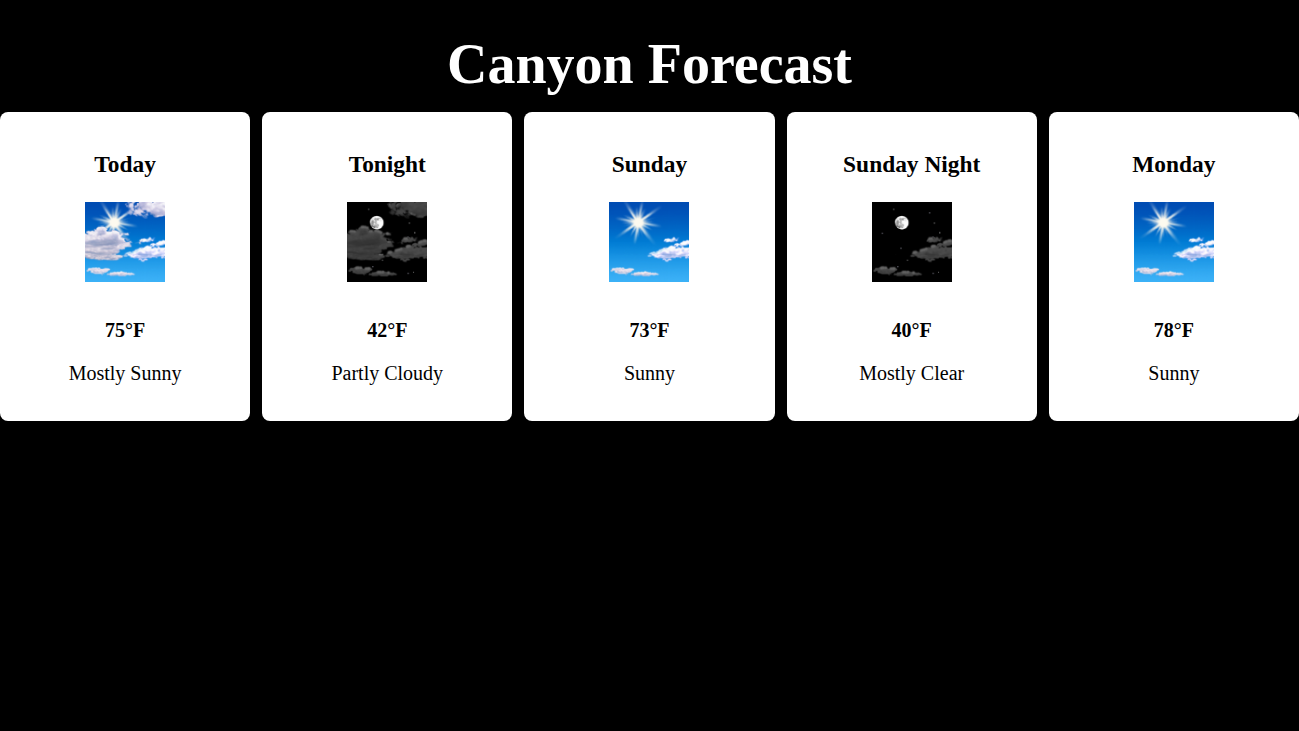 Canyon Forecast
Today
75°F
Mostly Sunny
Tonight
42°F
Partly Cloudy
Sunday
73°F
Sunny
Sunday Night
40°F
Mostly Clear
Monday
78°F
Sunny